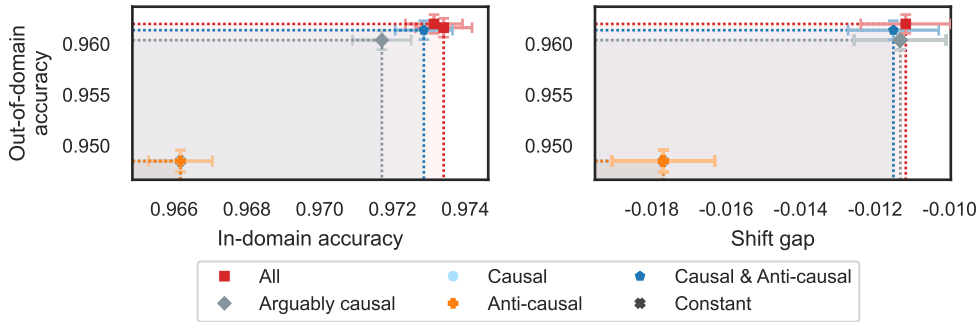 Out-of-domain
accuracy
0.960
0.955
0.950
0.966 0.968 0.970 0.972 0.974
In-domain accuracy
0.960
0.955
0.950
-0.018 -0.016 -0.014 -0.012 -0.010
Shift gap
All Causal Causal & Anti-causal
Arguably causal Anti-causal Constant